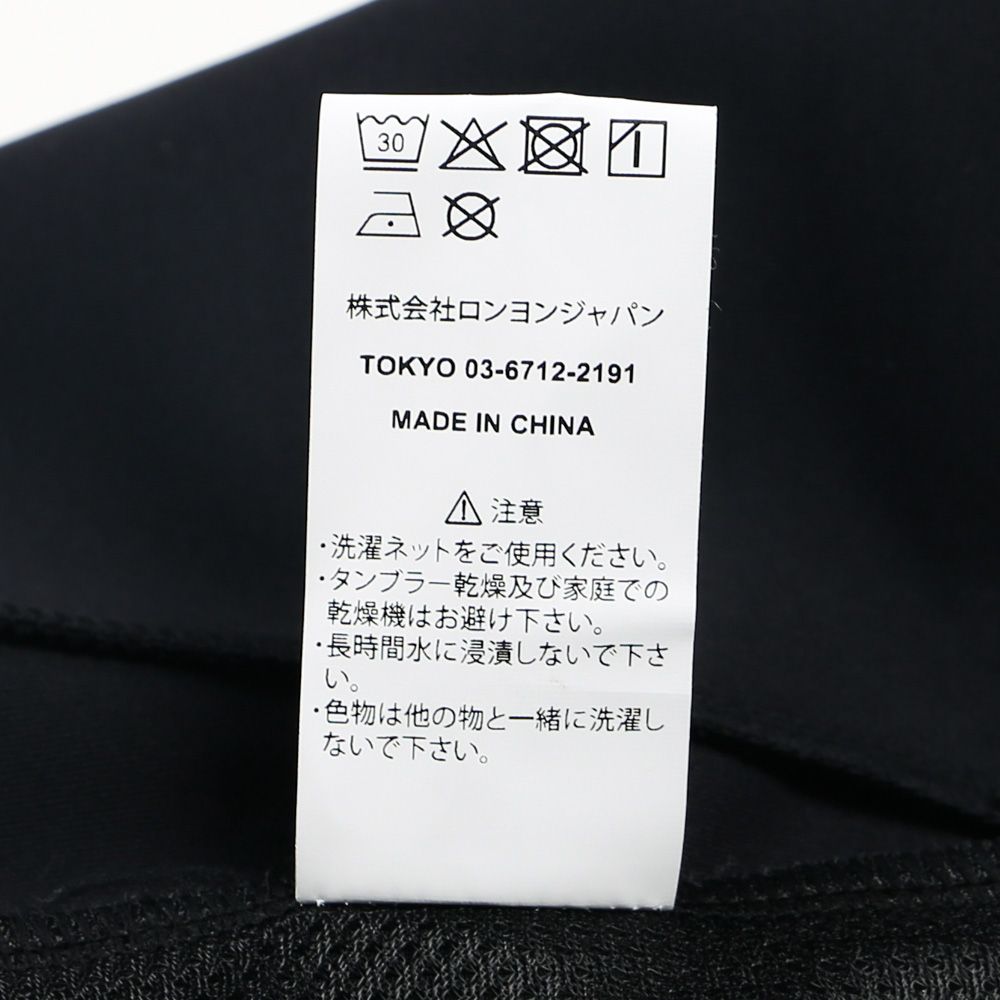 30
株式会社ロンヨンジャパン
TOKYO 03-6712-2191
MADE IN CHINA
注意
・洗濯ネットをご使用ください。
・タンブラー乾燥及び家庭での
乾燥機はお避け下さい。
・長時間水に浸漬しないで下さ
い。
・色物は他の物と一緒に洗濯し
ないで下さい。